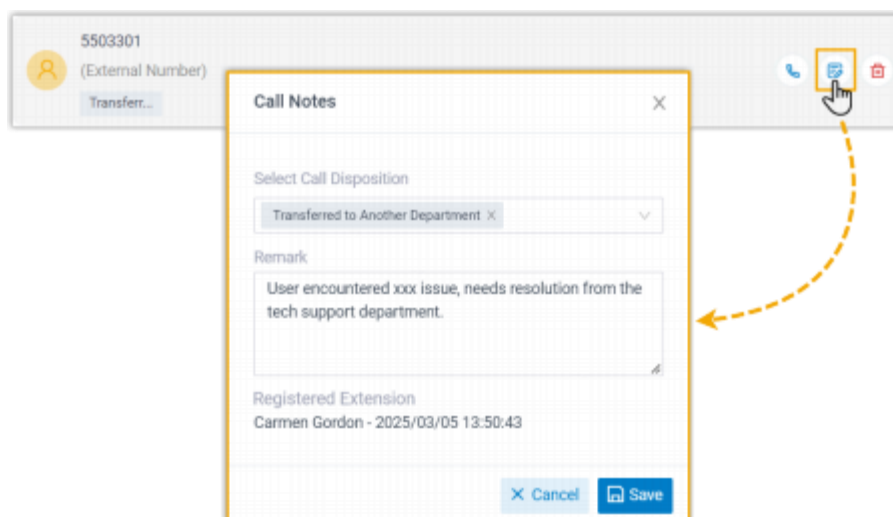 5503301
(External Number)
Transferr...
Call Notes
Select Call Disposition
Transferred to Another Department ×
Remark
User encountered xxx issue, needs resolution from the
tech support department.
Registered Extension
Carmen Gordon - 2025/03/05 13:50:43
× Cancel
Save